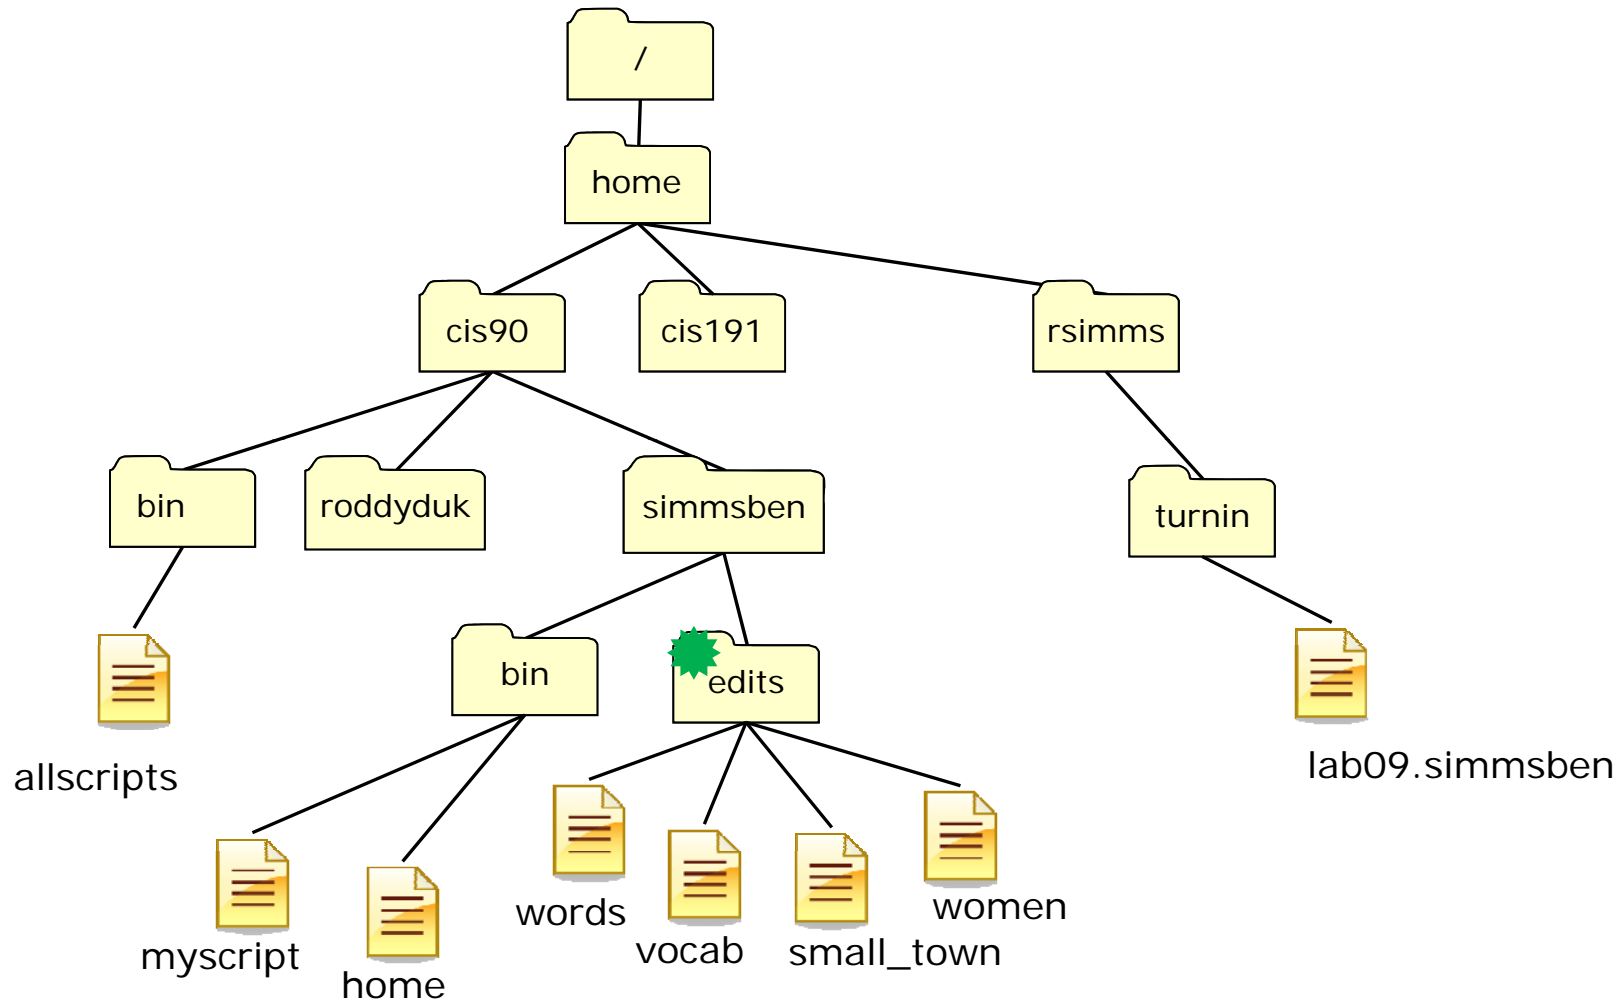 /
home
cis90
cis191
rsimms
bin
roddyduk
simmsben
turnin
bin
edits
allscripts
lab09.simmsben
words
women
myscript
vocab
small_town
home